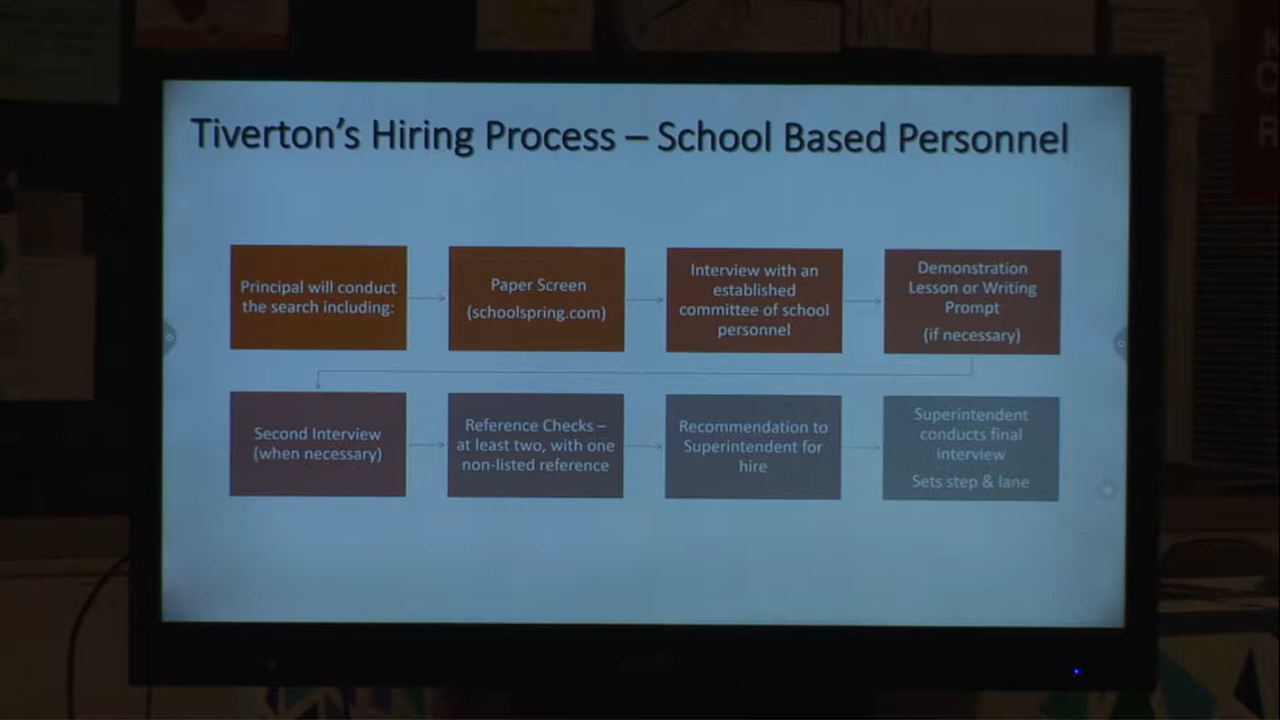 Tiverton's Hiring Process – School Based Personnel
Principal will conduct
the search including:
Paper Screen
(schoolspring.com)
Interview with an
established
committee of school
personnel
Demonstration
Lesson or Writing
Prompt
(if necessary)
Second Interview
(when necessary)
Reference Checks –
at least two, with one
non-listed reference
Recommendation to
Superintendent for
hire
Superintendent
conducts final
interview
Sets step & lane